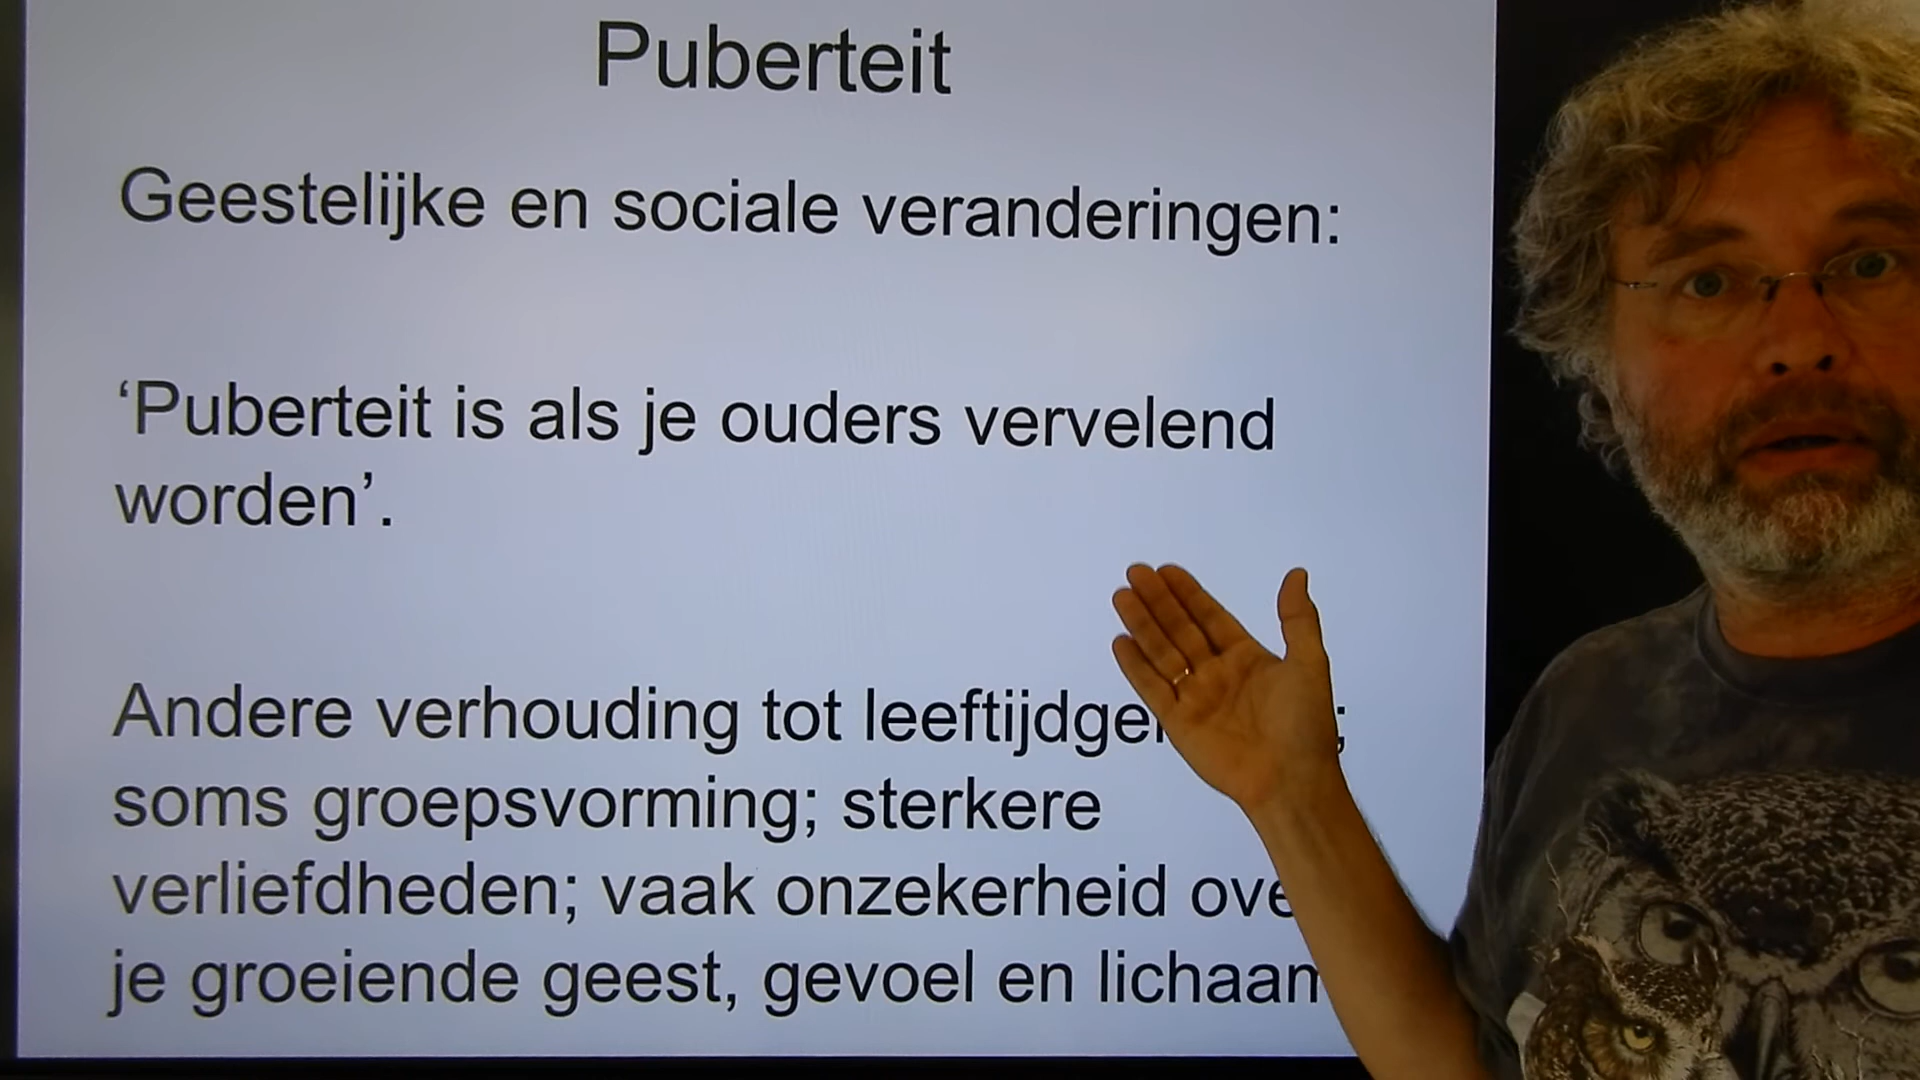 Puberteit
Geestelijke en sociale veranderingen:
‘Puberteit is als je ouders vervelend
worden’.
Andere verhouding tot
soms groepsvorming; sterkere
verliefdheden; vaak onzekerheid
je groeiende geest, gevoel en lichaam